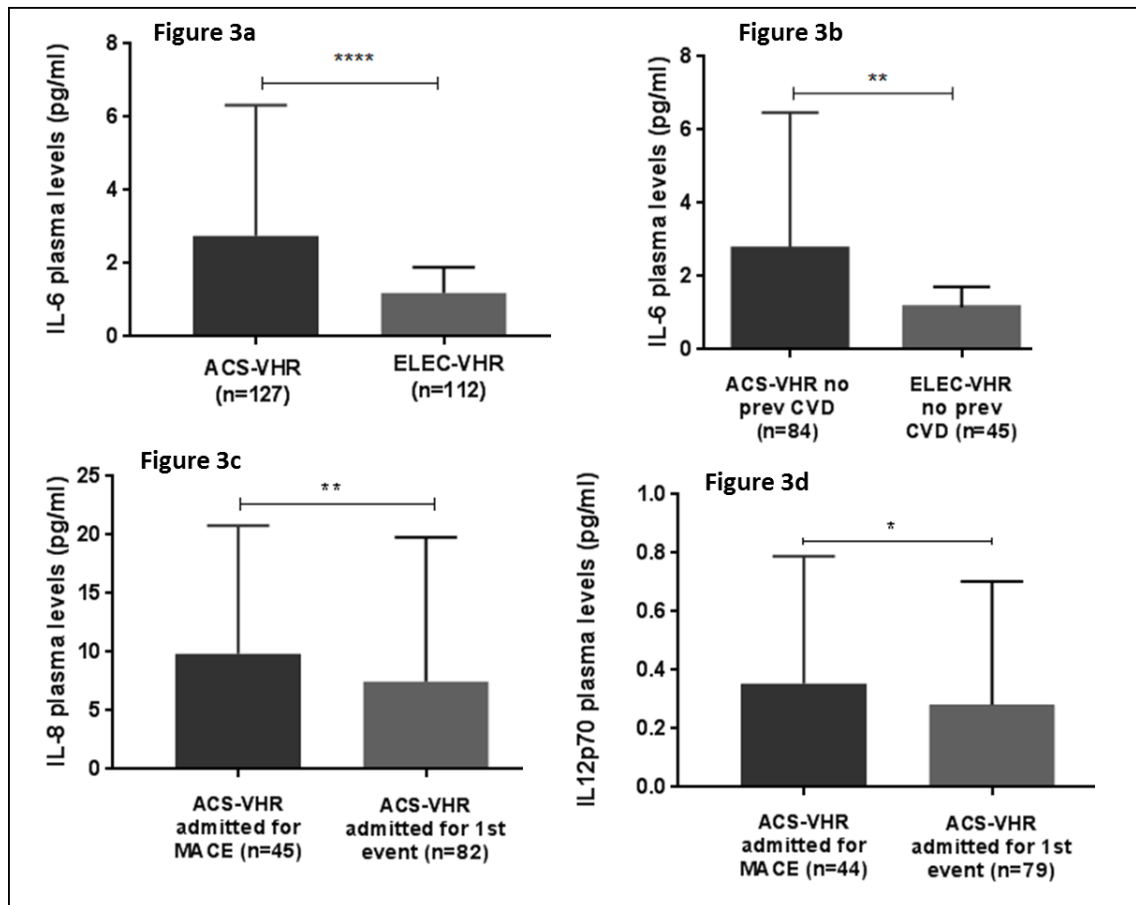 Figure 3a
IL-6 plasma levels (pg/ml)
8
6
4
2
0
****
ACS-VHR
(n=127)
ELEC-VHR
(n=112)
Figure 3b
IL-6 plasma levels (pg/ml)
8
6
4
2
0
**
ACS-VHR no
prev CVD
(n=84)
ELEC-VHR
no prev
CVD (n=45)
Figure 3c
IL-8 plasma levels (pg/ml)
25
20
15
10
5
0
**
ACS-VHR
admitted for
MACE (n=45)
ACS-VHR
admitted for 1st
event (n=82)
Figure 3d
IL12p70 plasma levels (pg/ml)
1.0
0.8
0.6
0.4
0.2
0.0
*
ACS-VHR
admitted for
MACE (n=44)
ACS-VHR
admitted for 1st
event (n=79)